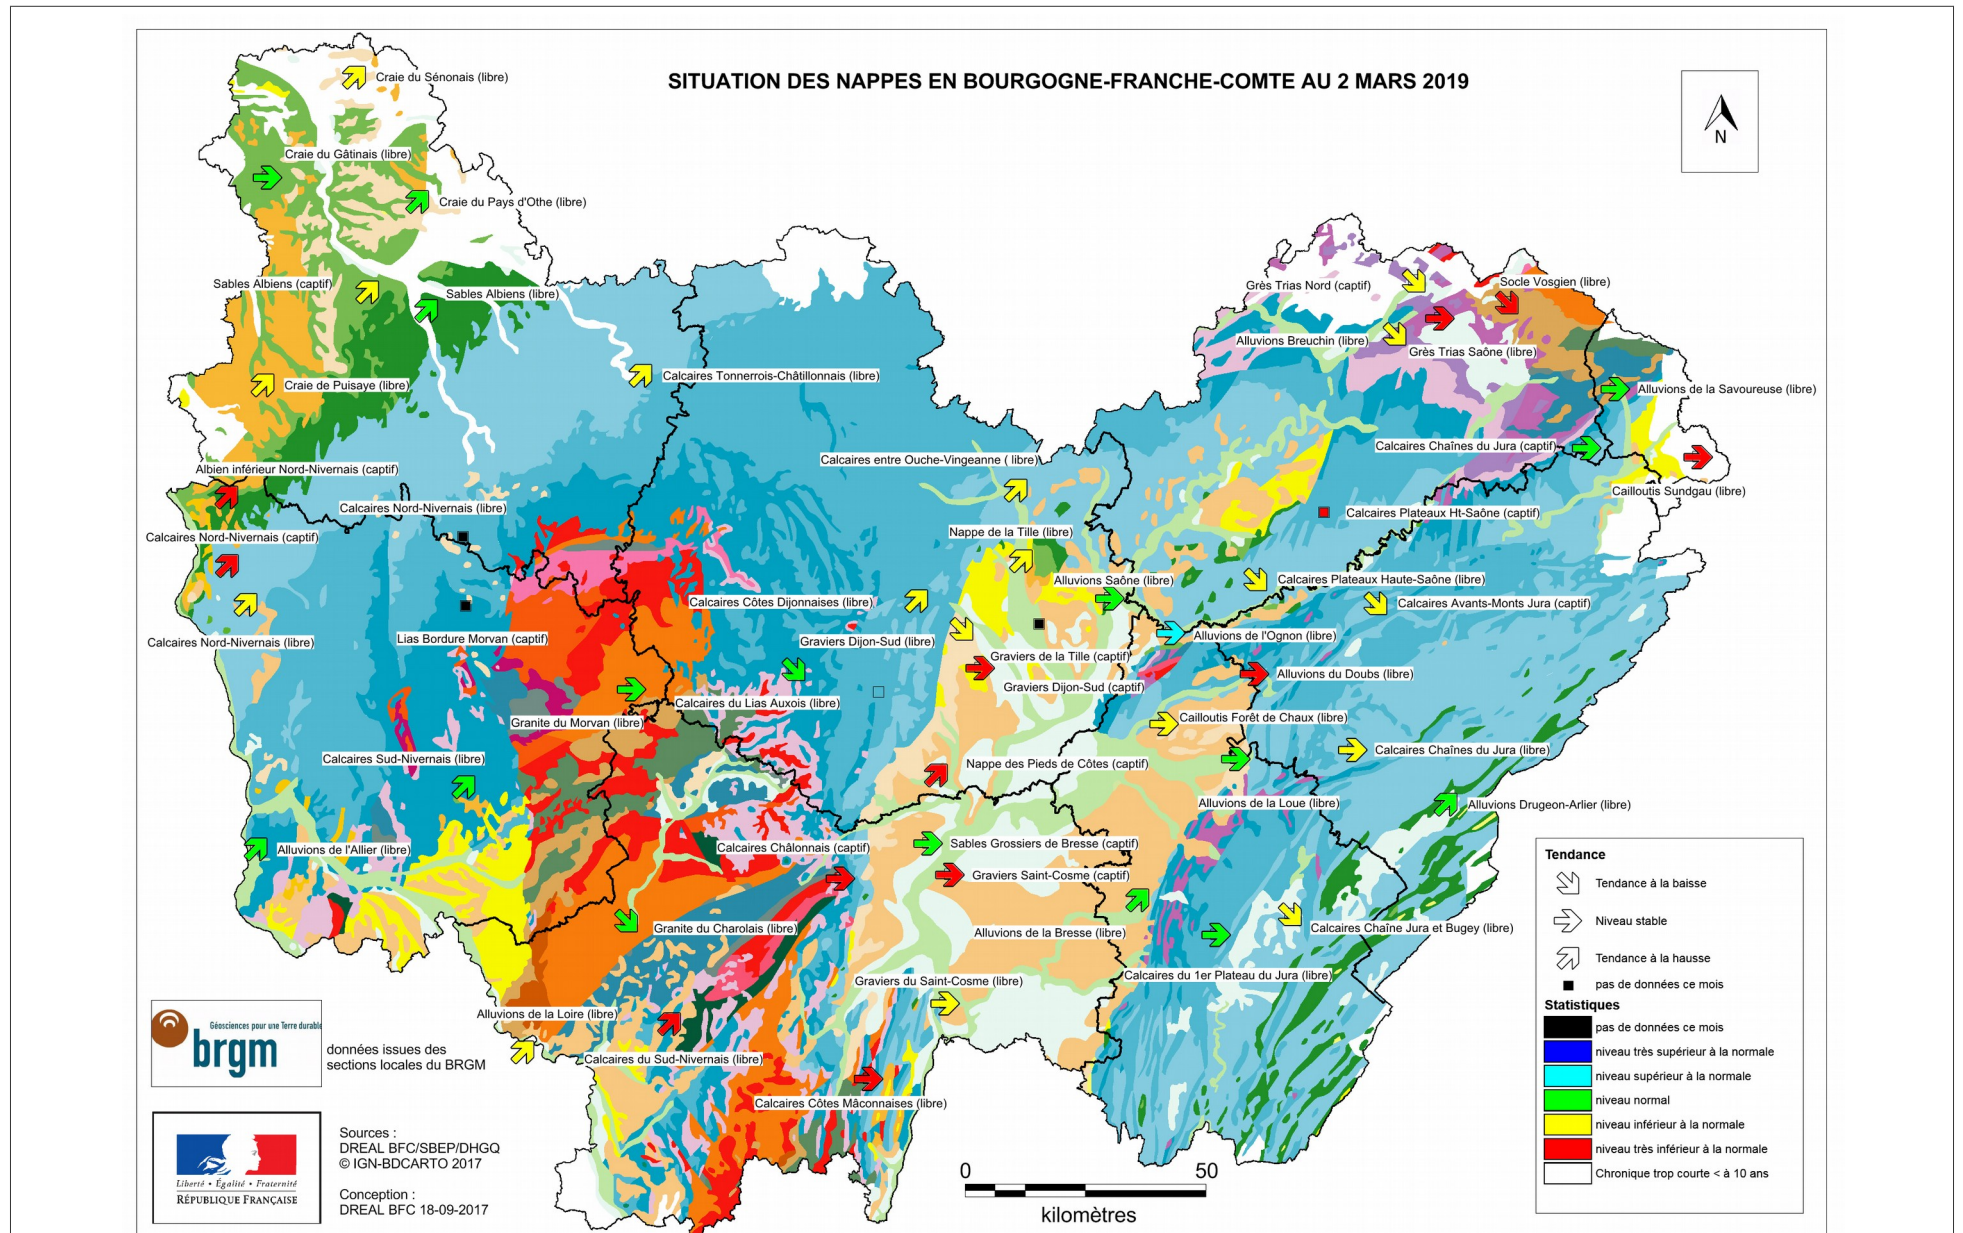 SITUATION DES NAPPES EN BOURGOGNE-FRANCHE-COMTE AU 2 MARS 2019
N
Craie du Sénonais (libre)
Craie du Gâtinais (libre)
Craie du Pays d'Othe (libre)
Sables Albiens (captif)
Sables Albiens (libre)
Grès Trias Nord (captif)
Socle Vosgien (libre)
Alluvions Breuchin (libre)
Grès Trias Saône (libre)
Craie de Puisaye (libre)
Calcaires Tonnerrois-Châtillonnais (libre)
Alluvions de la Savoureuse (libre)
Calcaires Chaînes du Jura (captif)
Calcaires entre Ouche-Vingeanne ( libre)
Albien inférieur Nord-Nivernais (captif)
Cailloutis Sundgau (libre)
Calcaires Nord-Nivernais (libre)
Calcaires Plateaux Ht-Saône (captif)
Nappe de la Tille (libre)
Calcaires Nord-Nivernais (captif)
Alluvions Saône (libre)
Calcaires Plateaux Haute-Saône (libre)
Calcaires Côtes Dijonnaises (libre)
Calcaires Avants-Monts Jura (captif)
Lias Bordure Morvan (captif)
Calcaires Nord-Nivernais (libre)
Graviers Dijon-Sud (libre)
Alluvions de l'Ognon (libre)
Graviers de la Tille (captif)
Alluvions du Doubs (libre)
Graviers Dijon-Sud (captif)
Calcaires du Lias Auxois (libre)
Granite du Morvan (libre)
Cailloutis Forêt de Chaux (libre)
Calcaires Chaînes du Jura (libre)
Calcaires Sud-Nivernais (libre)
Nappe des Pieds de Côtes (captif)
Alluvions de la Loue (libre)
Alluvions Drugeon-Arlier (libre)
Alluvions de l'Allier (libre)
Calcaires Châlonnais (captif)
Sables Grossiers de Bresse (captif)
Graviers Saint-Cosme (captif)
Granite du Charolais (libre)
Alluvions de la Bresse (libre)
Calcaires Chaîne Jura et Bugey (libre)
Calcaires du 1er Plateau du Jura (libre)
Graviers du Saint-Cosme (libre)
Alluvions de la Loire (libre)
Calcaires du Sud-Nivernais (libre)
Calcaires Côtes Mâconnaises (libre)
Tendance
Tendance à la baisse
Niveau stable
Tendance à la hausse
pas de données ce mois
Statistiques
pas de données ce mois
niveau très supérieur à la normale
niveau supérieur à la normale
niveau normal
niveau inférieur à la normale
niveau très inférieur à la normale
Chronique trop courte < à 10 ans
Géosciences pour une Terre durable
brgm
données issues des
sections locales du BRGM
Liberté • Égalité • Fraternité
RÉPUBLIQUE FRANÇAISE
Sources :
DREAL BFC/SBEP/DHGQ
© IGN-BDCARTO 2017
Conception :
DREAL BFC 18-09-2017
0 50
kilomètres